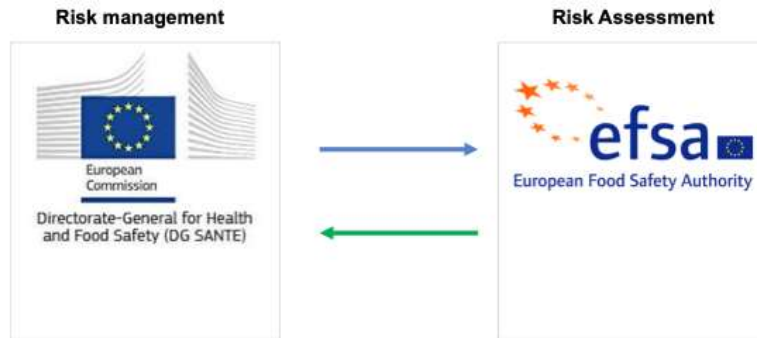 Risk management
Risk Assessment
European
Commission
Directorate-General for Health
and Food Safety (DG SANTE)
efsa
European Food Safety Authority